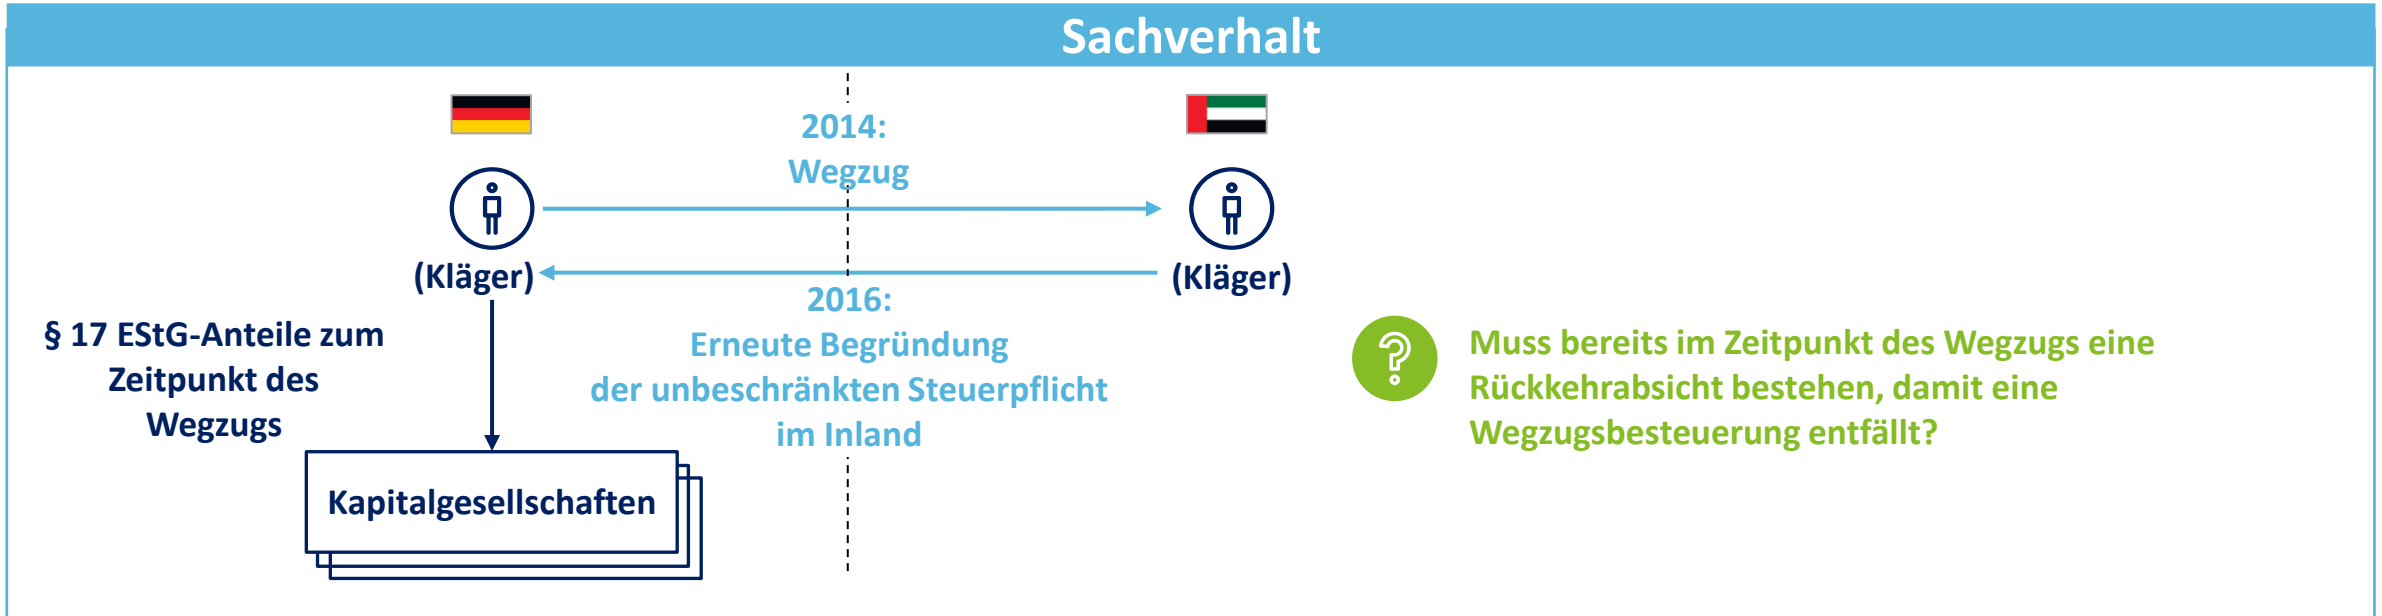 Sachverhalt
2014:
Wegzug
(Kläger)
(Kläger)
2016:
Erneute Begründung
der unbeschränkten Steuerpflicht
im Inland
§ 17 EStG-Anteile zum
Zeitpunkt des
Wegzugs
Kapitalgesellschaften
Muss bereits im Zeitpunkt des Wegzugs eine
Rückkehrabsicht bestehen, damit eine
Wegzugsbesteuerung entfällt?